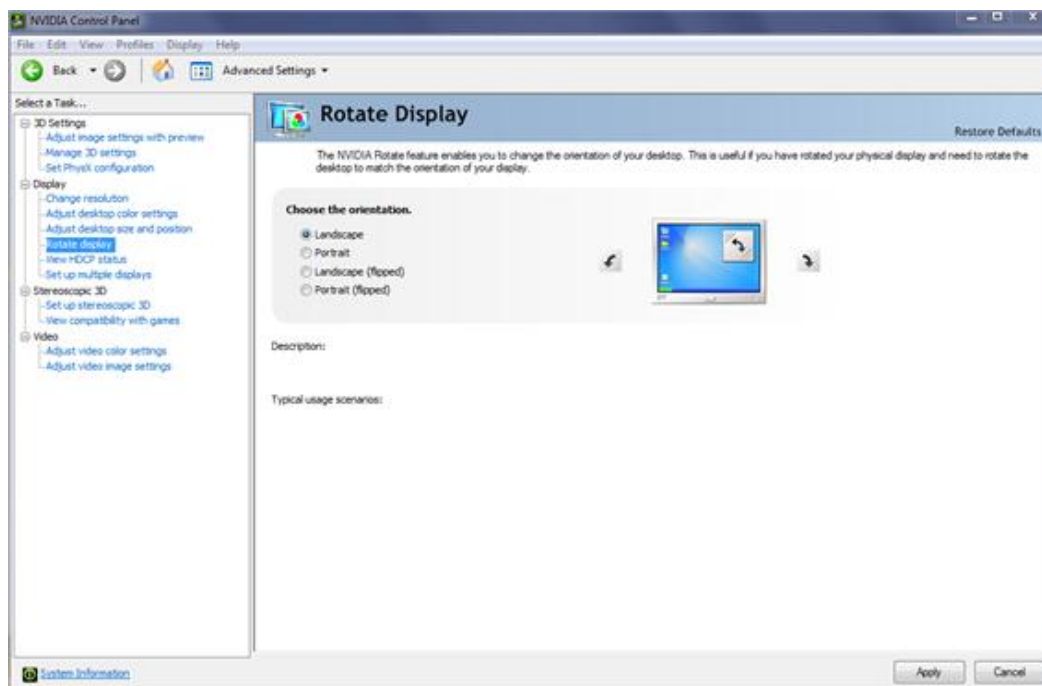 NVIDIA Control Panel
File Edit View Profiles Display Help
Back Advanced Settings
Select a Task...
3D Settings
Adjust image settings with preview
Manage 3D settings
Set PhysX configuration
Display
Change resolution
Adjust desktop color settings
Adjust desktop size and position
Rotate display
View HDCP status
Set up multiple displays
Stereoscopic 3D
Set up stereoscopic 3D
View compatibility with games
Video
Adjust video color settings
Adjust video image settings
Rotate Display
Restore Defaults
The NVIDIA Rotate feature enables you to change the orientation of your desktop. This is useful if you have rotated your physical display and need to rotate the
desktop to match the orientation of your display.
Choose the orientation.
Landscape
Portrait
Landscape (flipped)
Portrait (flipped)
Description:
Typical usage scenarios:
System Information
Apply Cancel